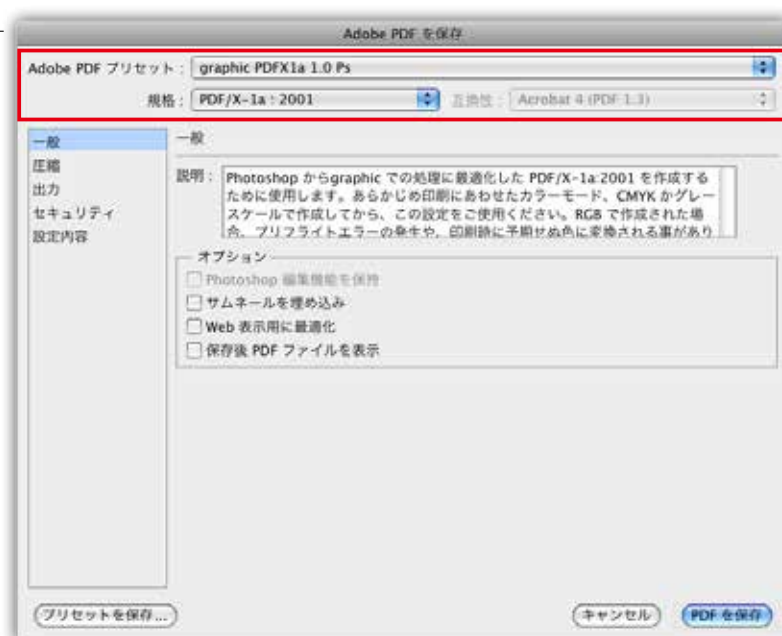 Adobe PDF を保存
Adobe PDF プリセット： graphic PDFX1a 1.0 Ps
規格： PDF/X-1a：2001 互換性： Acrobat 4 (PDF 1.3)
一般
圧縮
出力
セキュリティ
設定内容
一般
説明： Photoshop からgraphic での処理に最適化した PDF/X-1a:2001 を作成する
ために使用します。あらかじめ印刷にあわせたカラーモード、CMYK かグレー
スケールで作成してから、この設定をご使用ください。RGB で作成された場
合、プリフライトエラーの発生や、印刷時に予期せぬ色に変換される事があり
オプション
Photoshop 編集機能を保持
サムネールを埋め込み
Web 表示用に最適化
保存後 PDF ファイルを表示
プリセットを保存... キャンセル PDF を保存